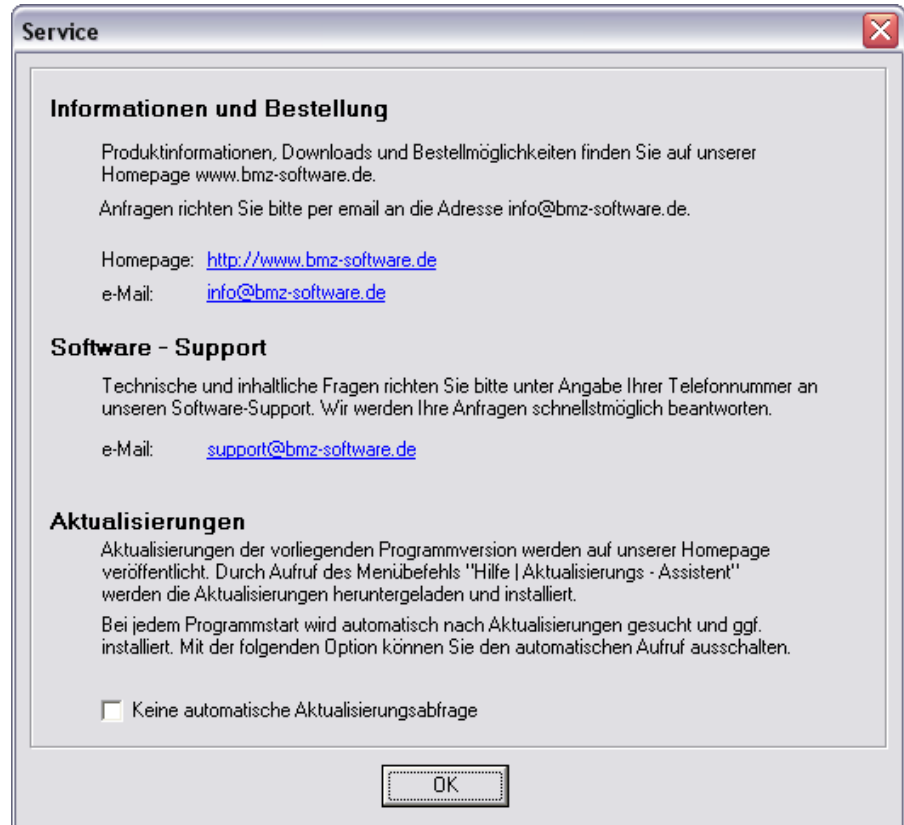 Service
Informationen und Bestellung
Produktinformationen, Downloads und Bestellmöglichkeiten finden Sie auf unserer
Homepage www.bmz-software.de.
Anfragen richten Sie bitte per email an die Adresse info@bmz-software.de.
Homepage: http://www.bmz-software.de
e-Mail: info@bmz-software.de
Software - Support
Technische und inhaltliche Fragen richten Sie bitte unter Angabe Ihrer Telefonnummer an
unseren Software-Support. Wir werden Ihre Anfragen schnellstmöglich beantworten.
e-Mail: support@bmz-software.de
Aktualisierungen
Aktualisierungen der vorliegenden Programmversion werden auf unserer Homepage
veröffentlicht. Durch Aufruf des Menübefehls "Hilfe | Aktualisierungs - Assistent"
werden die Aktualisierungen heruntergeladen und installiert.
Bei jedem Programmstart wird automatisch nach Aktualisierungen gesucht und ggf.
installiert. Mit der folgenden Option können Sie den automatischen Aufruf ausschalten.
Keine automatische Aktualisierungsabfrage
OK